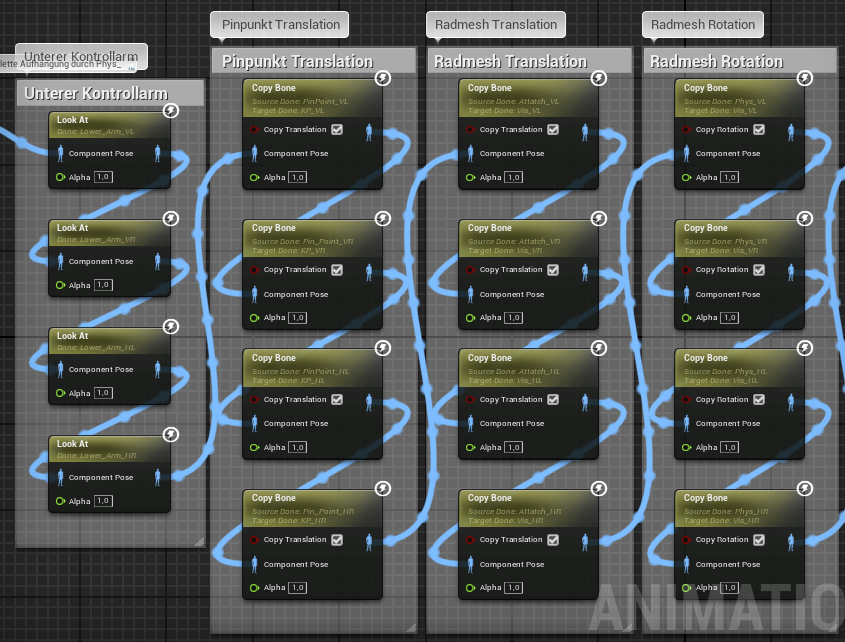 Pinpunkt Translation
Radmesh Translation
Radmesh Rotation
Unterer Kontrollarm
lette Aufhängung durch Phys_
Unterer Kontrollarm
Look At
Bone: Lower_Arm_VL
Component Pose
Alpha 1,0
Look At
Bone: Lower_Arm_VR
Component Pose
Alpha 1,0
Look At
Bone: Lower_Arm_HL
Component Pose
Alpha 1,0
Look At
Bone: Lower_Arm_HR
Component Pose
Alpha 1,0
Pinpunkt Translation
Copy Bone
Source Bone: PinPoint_VL
Target Bone: KP_VL
Copy Translation
Component Pose
Alpha 1,0
Copy Bone
Source Bone: Pin_Point_VR
Target Bone: KP_VR
Copy Translation
Component Pose
Alpha 1,0
Copy Bone
Source Bone: PinPoint_HL
Target Bone: KP_HL
Copy Translation
Component Pose
Alpha 1,0
Copy Bone
Source Bone: Pin_Point_HR
Target Bone: KP_HR
Copy Translation
Component Pose
Alpha 1,0
Radmesh Translation
Copy Bone
Source Bone: Attatch_VL
Target Bone: Vis_VL
Copy Translation
Component Pose
Alpha 1,0
Copy Bone
Source Bone: Attatch_VR
Target Bone: Vis_VR
Copy Translation
Component Pose
Alpha 1,0
Copy Bone
Source Bone: Attatch_HL
Target Bone: Vis_HL
Copy Translation
Component Pose
Alpha 1,0
Copy Bone
Source Bone: Attatch_HR
Target Bone: Vis_HR
Copy Translation
Component Pose
Alpha 1,0
Radmesh Rotation
Copy Bone
Source Bone: Phys_VL
Target Bone: Vis_VL
Copy Rotation
Component Pose
Alpha 1,0
Copy Bone
Source Bone: Phys_VR
Target Bone: Vis_VR
Copy Rotation
Component Pose
Alpha 1,0
Copy Bone
Source Bone: Phys_HL
Target Bone: Vis_HL
Copy Rotation
Component Pose
Alpha 1,0
Copy Bone
Source Bone: Phys_HR
Target Bone: Vis_HR
Copy Rotation
Component Pose
Alpha 1,0
ANIMATIO